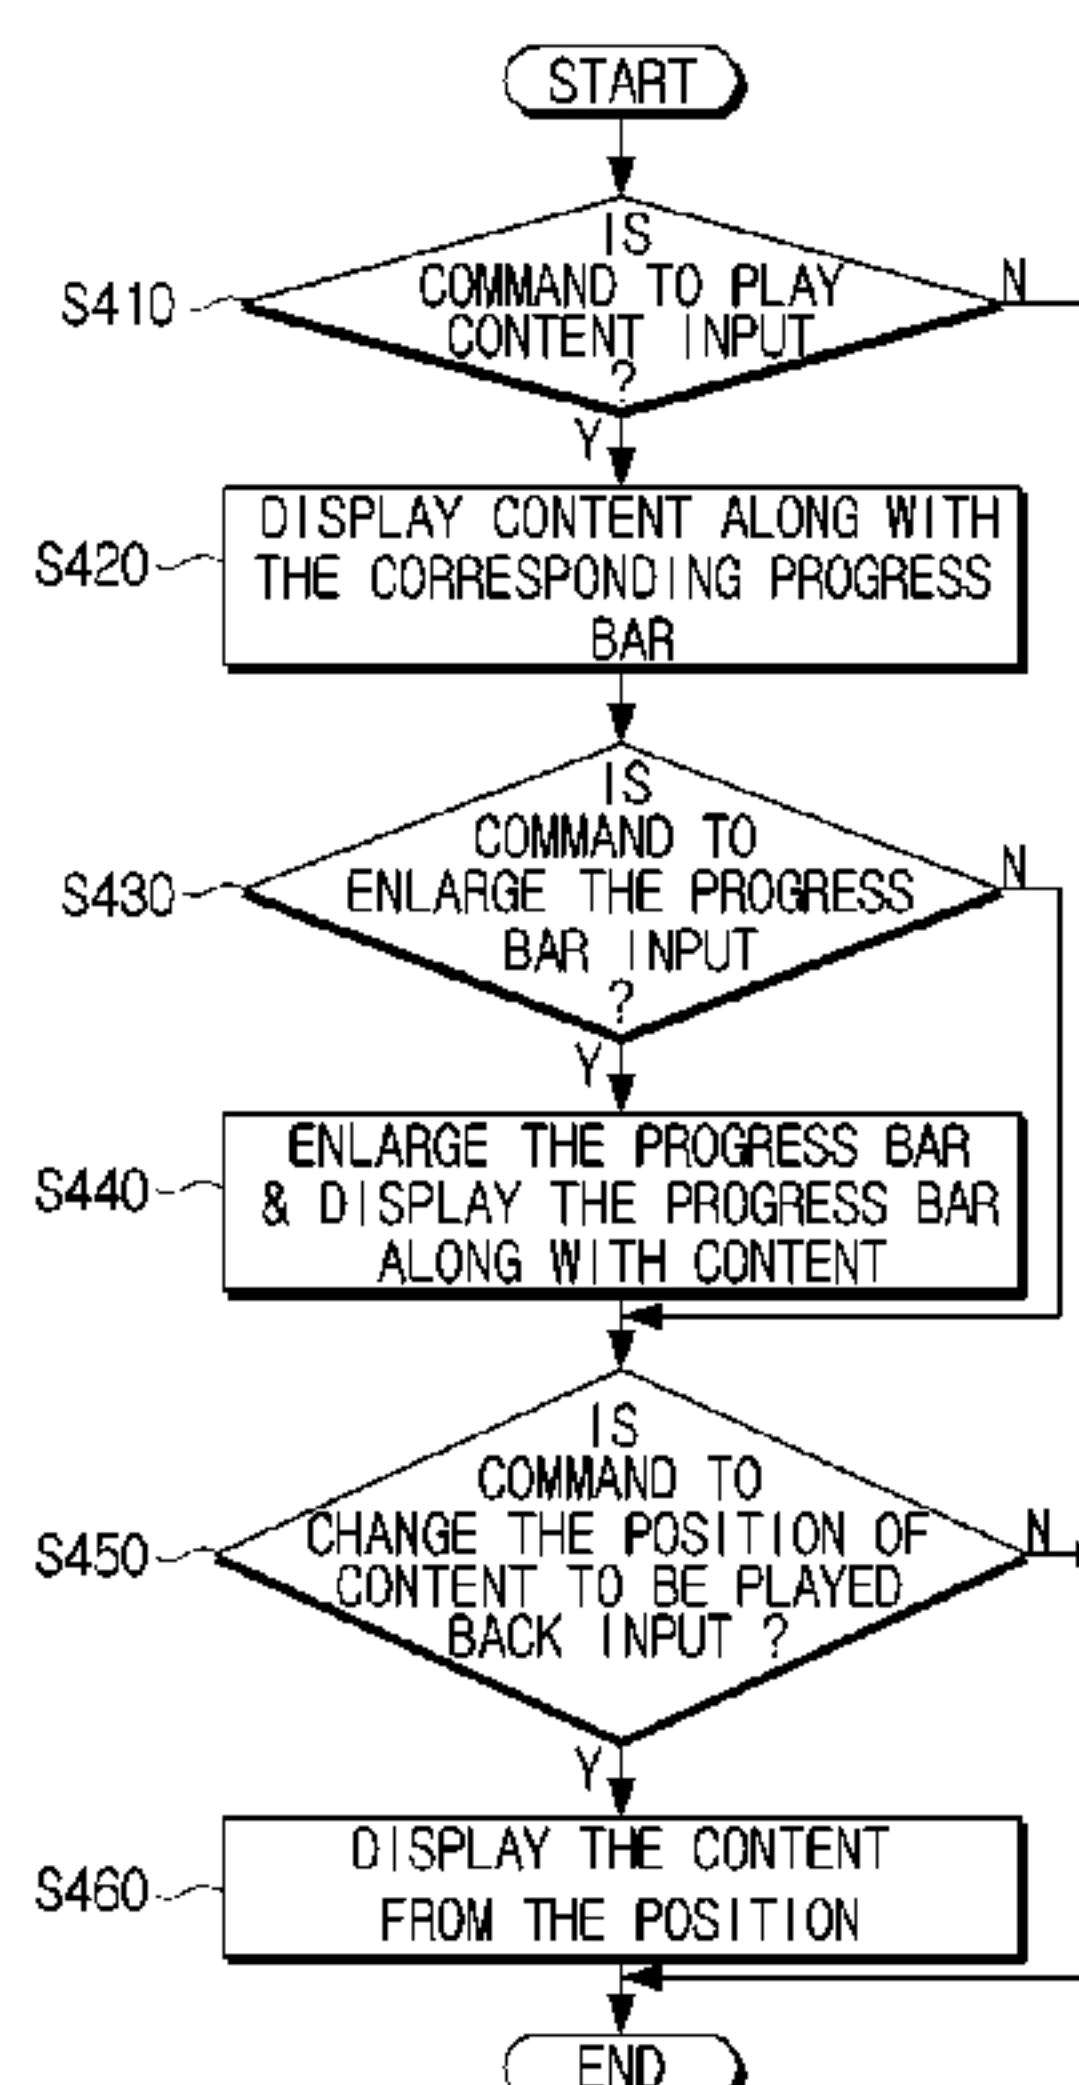 START
IS
COMMAND TO PLAY
CONTENT INPUT
?
S410
N
Y
DISPLAY CONTENT ALONG WITH
THE CORRESPONDING PROGRESS
BAR
S420
IS
COMMAND TO
ENLARGE THE PROGRESS
BAR INPUT
?
S430
N
Y
ENLARGE THE PROGRESS BAR
& DISPLAY THE PROGRESS BAR
ALONG WITH CONTENT
S440
IS
COMMAND TO
CHANGE THE POSITION OF
CONTENT TO BE PLAYED
BACK INPUT ?
S450
N
Y
DISPLAY THE CONTENT
FROM THE POSITION
S460
END